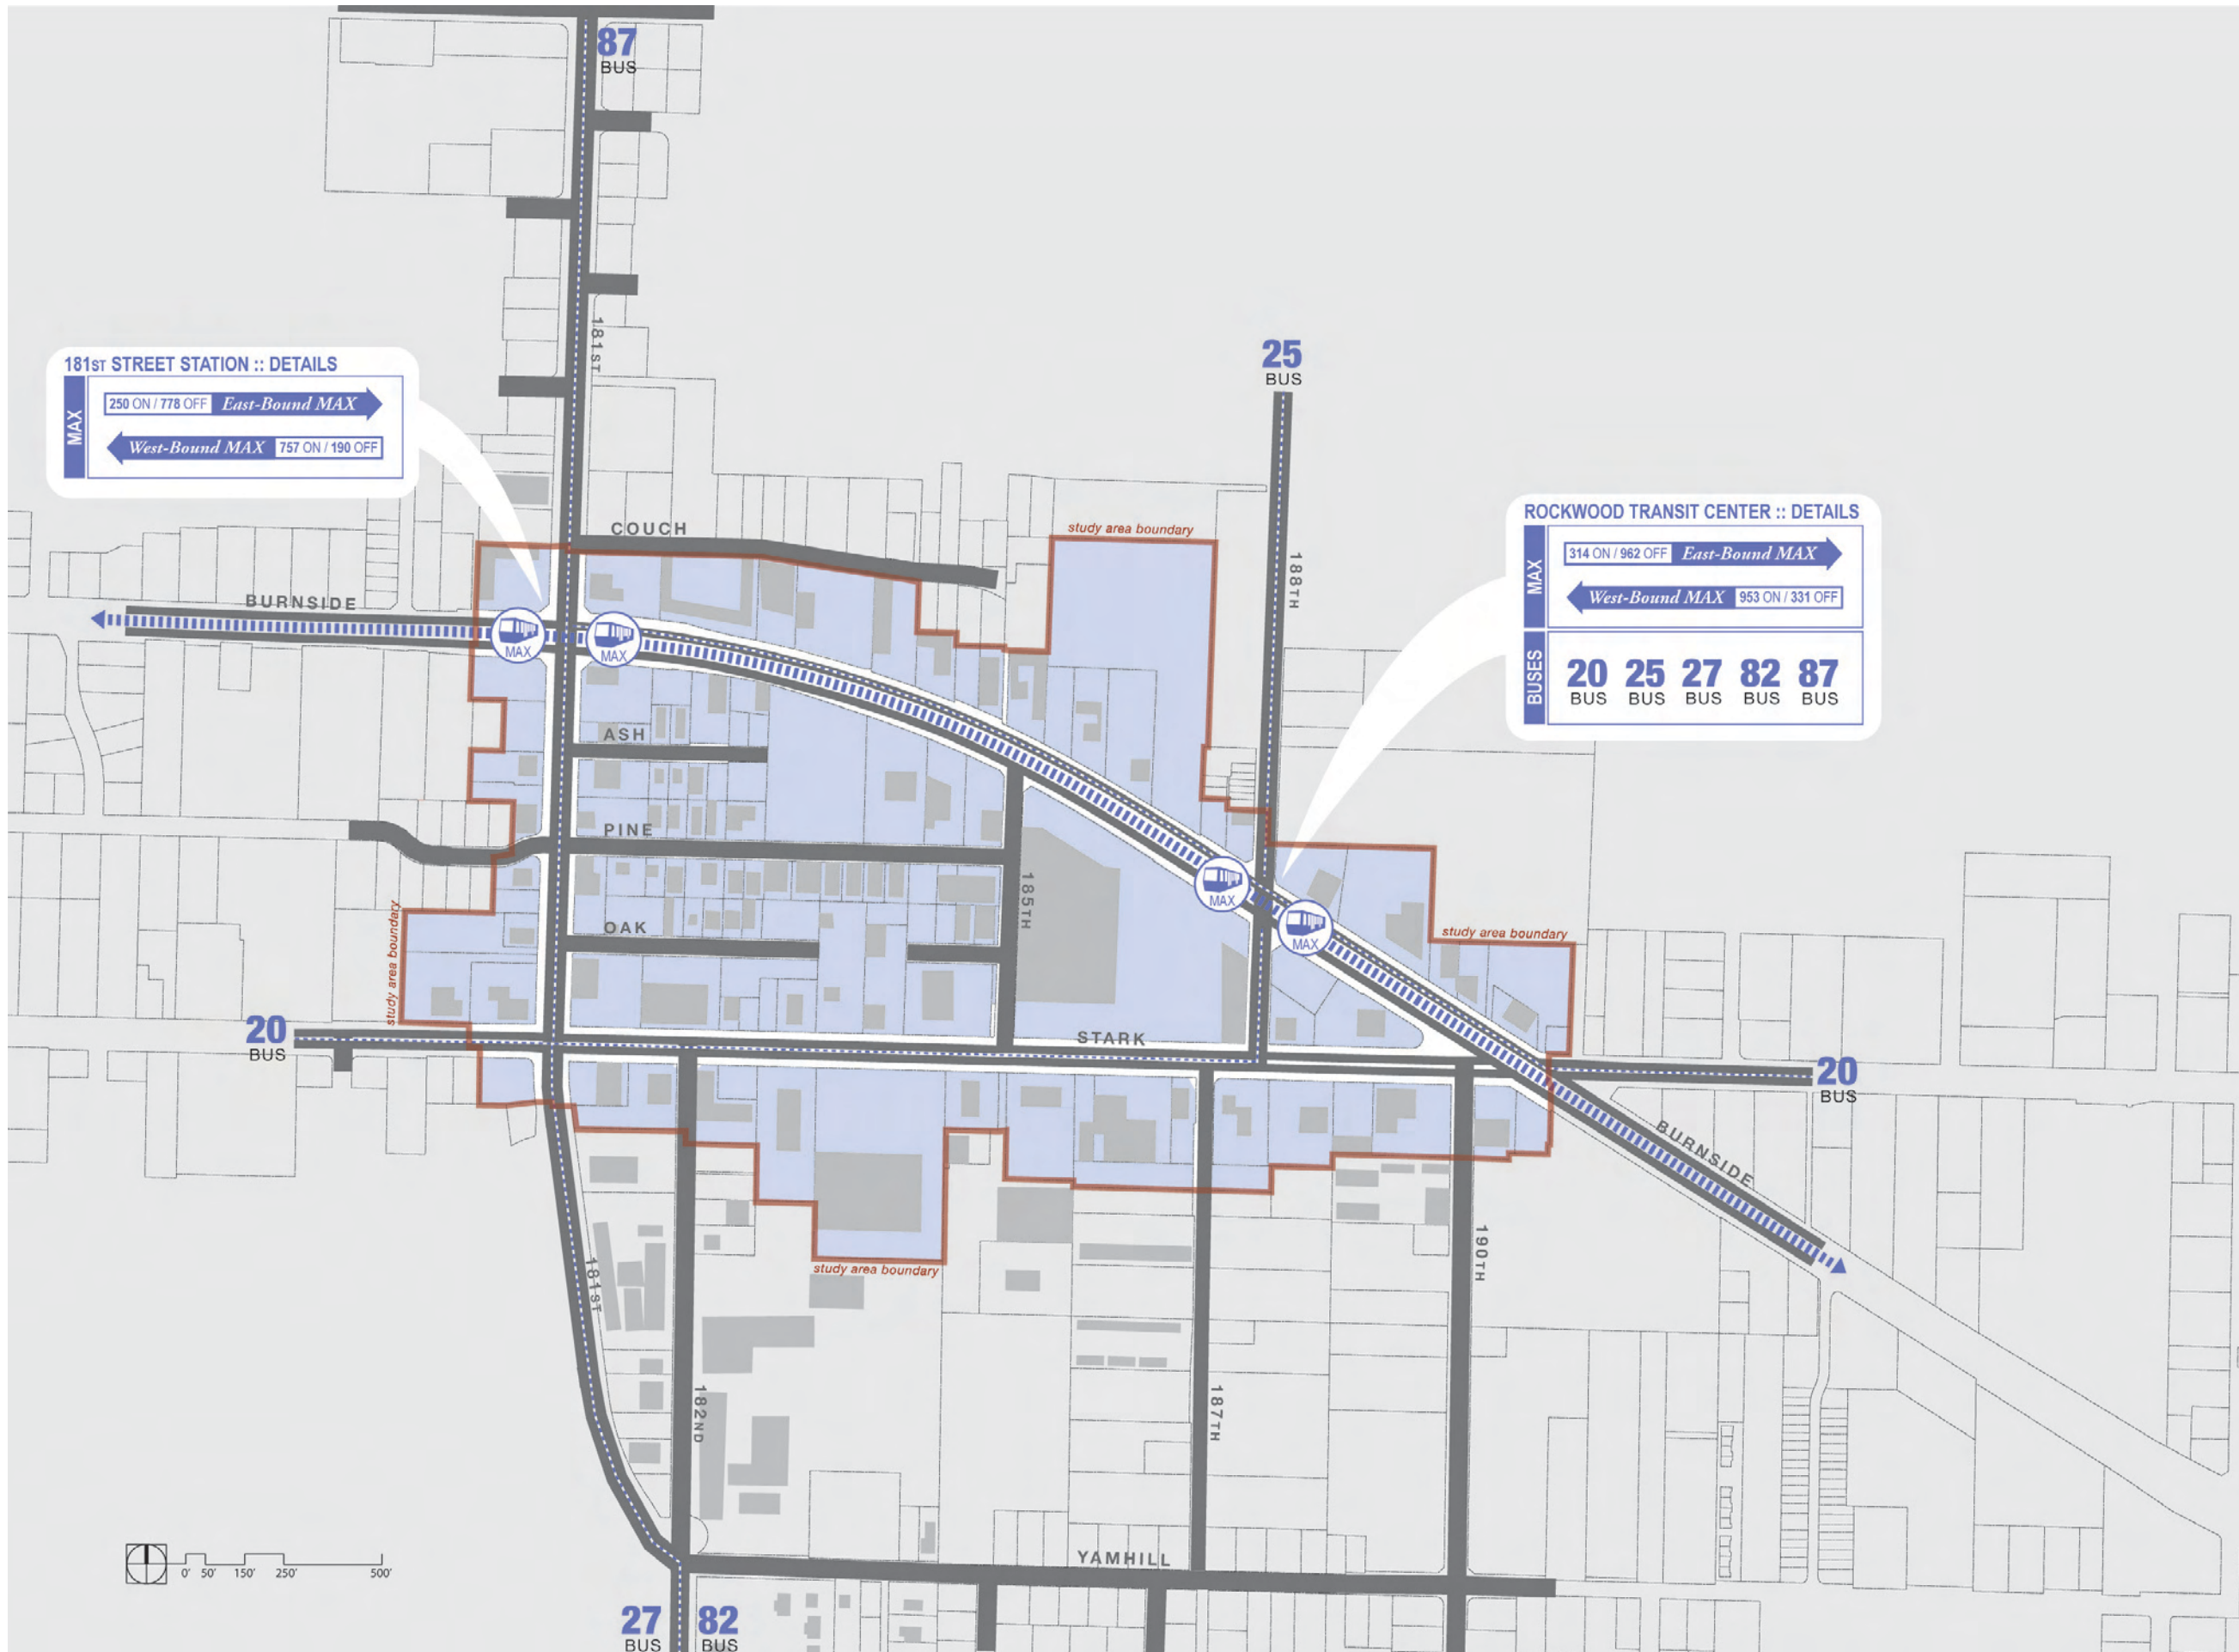 87
BUS
181ST
181ST STREET STATION :: DETAILS
MAX
250 ON / 778 OFF East-Bound MAX
West-Bound MAX 757 ON / 190 OFF
25
BUS
188TH
ROCKWOOD TRANSIT CENTER :: DETAILS
MAX
314 ON / 962 OFF East-Bound MAX
West-Bound MAX 953 ON / 331 OFF
BUSES
20 25 27 82 87
BUS BUS BUS BUS BUS
COUCH
study area boundary
BURNSIDE
MAX
MAX
ASH
PINE
185TH
OAK
MAX
MAX
study area boundary
study area boundary
20
BUS
STARK
20
BUS
BURNSIDE
181ST
study area boundary
190TH
182ND
187TH
YAMHILL
0' 50' 150' 250' 500'
27 82
BUS BUS